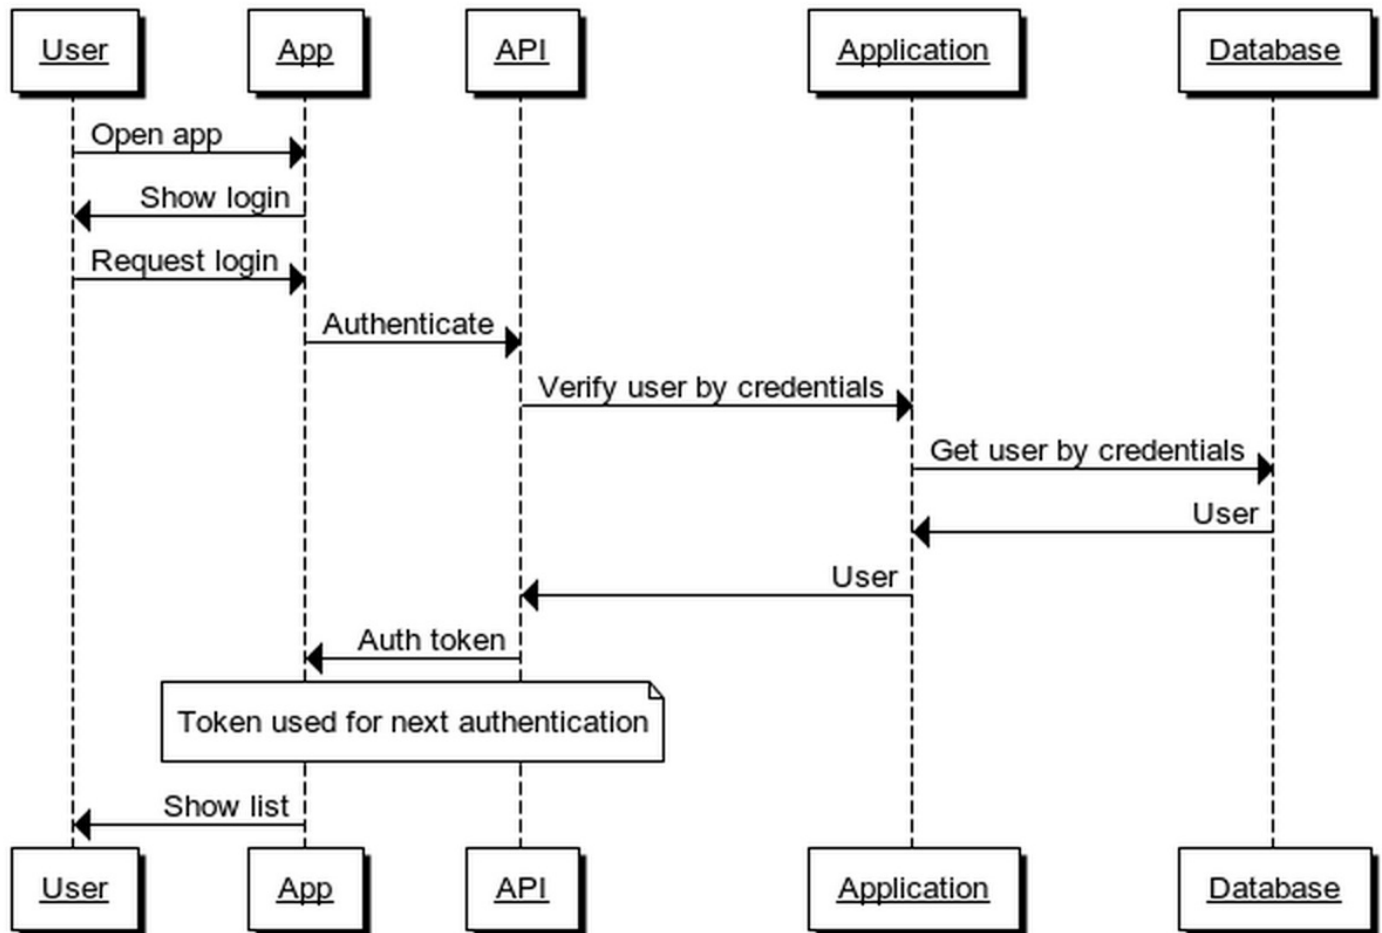 User
App
API
Application
Database
Open app
Show login
Request login
Authenticate
Verify user by credentials
Get user by credentials
User
User
Auth token
Token used for next authentication
Show list
User
App
API
Application
Database